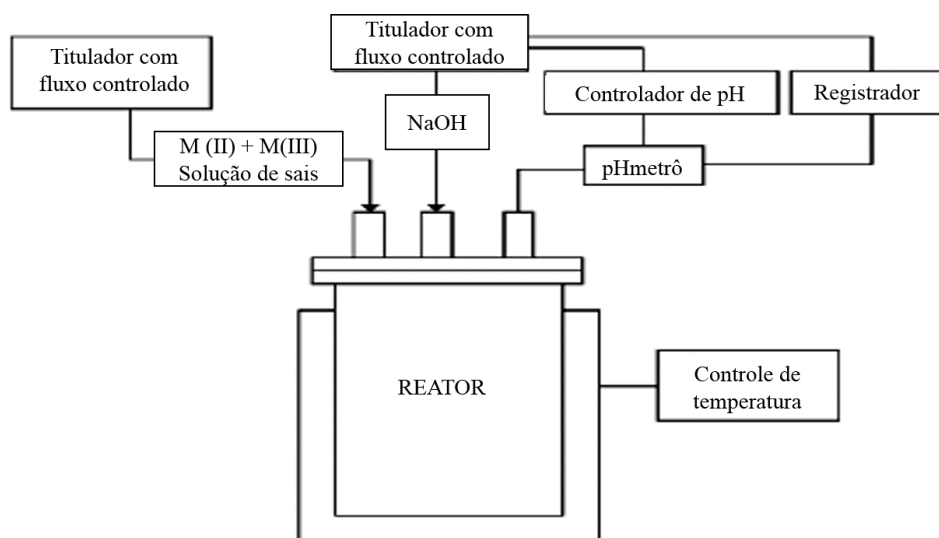 Titulador com
fluxo controlado
Titulador com
fluxo controlado
Controlador de pH
Registrador
NaOH
M (II) + M(III)
Solução de sais
pHmetrô
REATOR
Controle de
temperatura